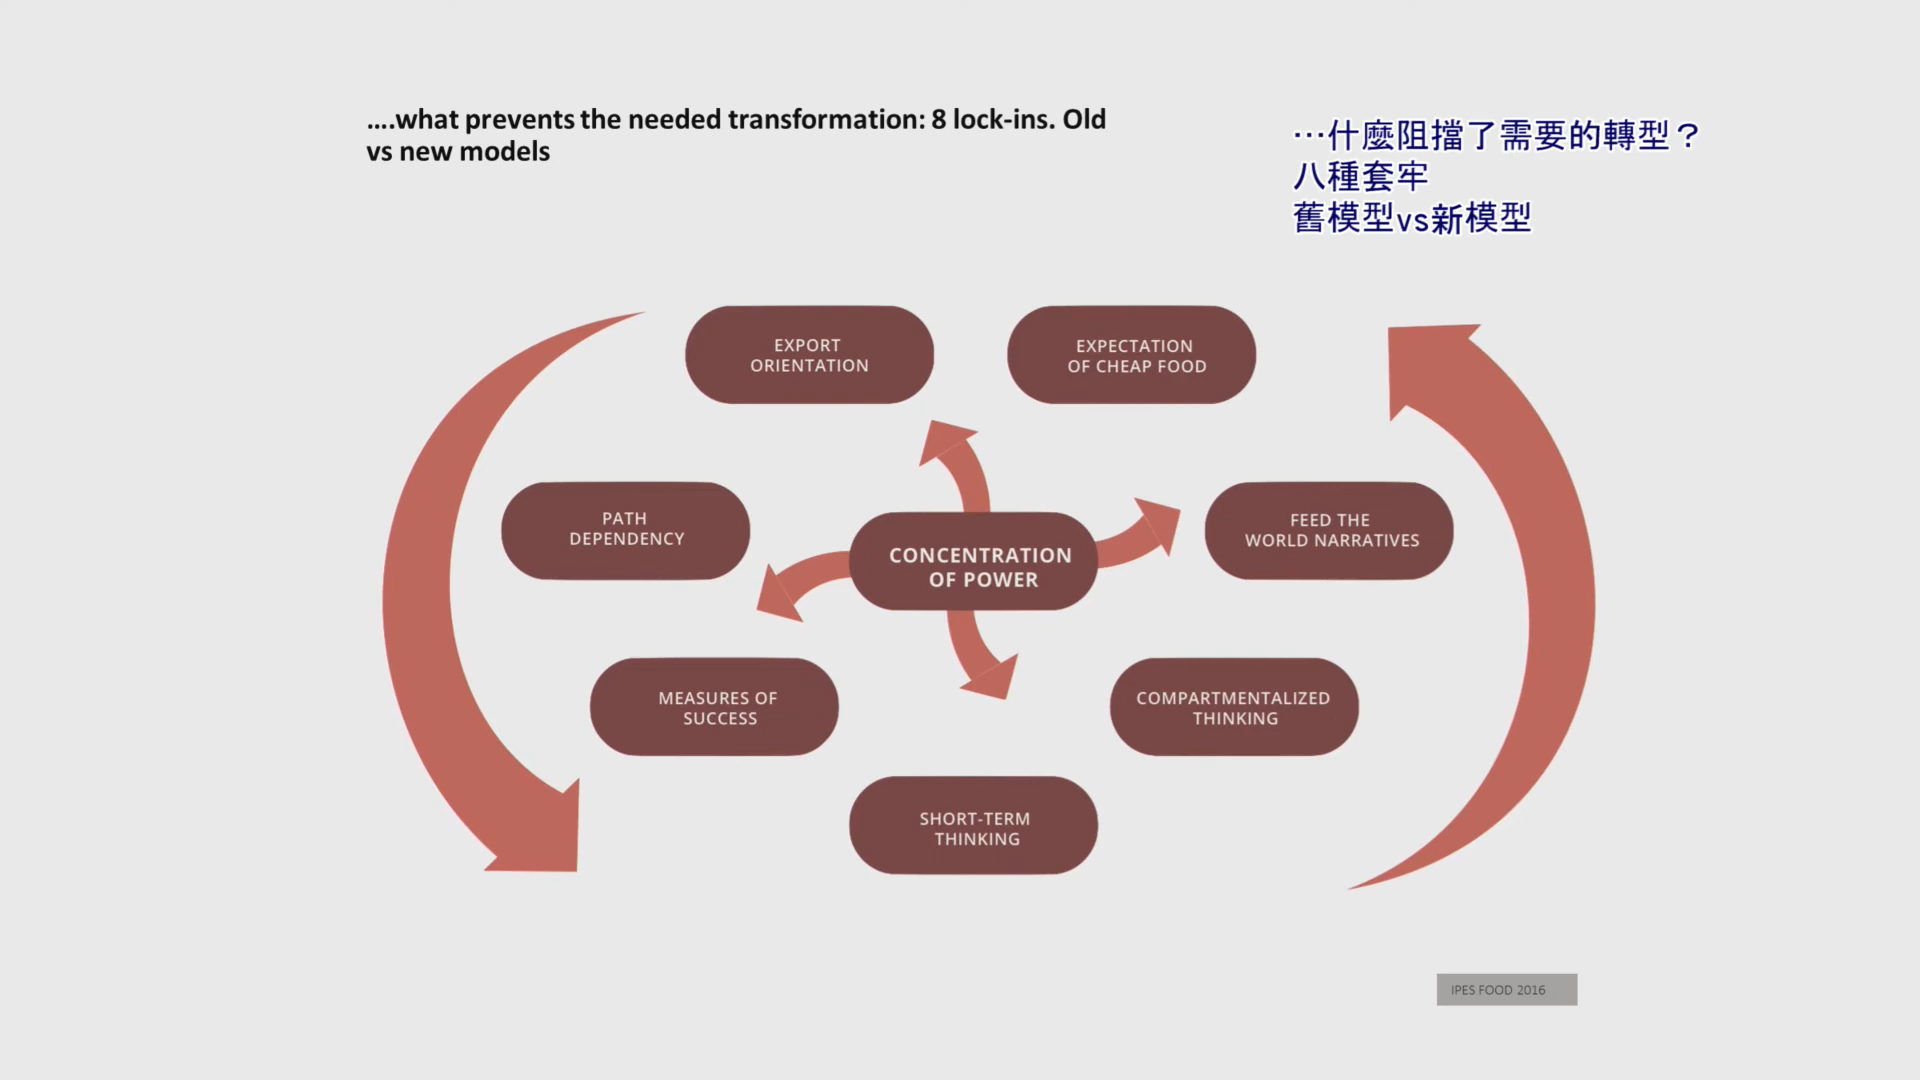 ....what prevents the needed transformation: 8 lock-ins. Old
vs new models
…什麼阻擋了需要的轉型？
八種套牢
舊模型vs新模型
EXPORT
ORIENTATION
EXPECTATION
OF CHEAP FOOD
PATH
DEPENDENCY
CONCENTRATION
OF POWER
FEED THE
WORLD NARRATIVES
MEASURES OF
SUCCESS
COMPARTMENTALIZED
THINKING
SHORT-TERM
THINKING
IPES FOOD 2016